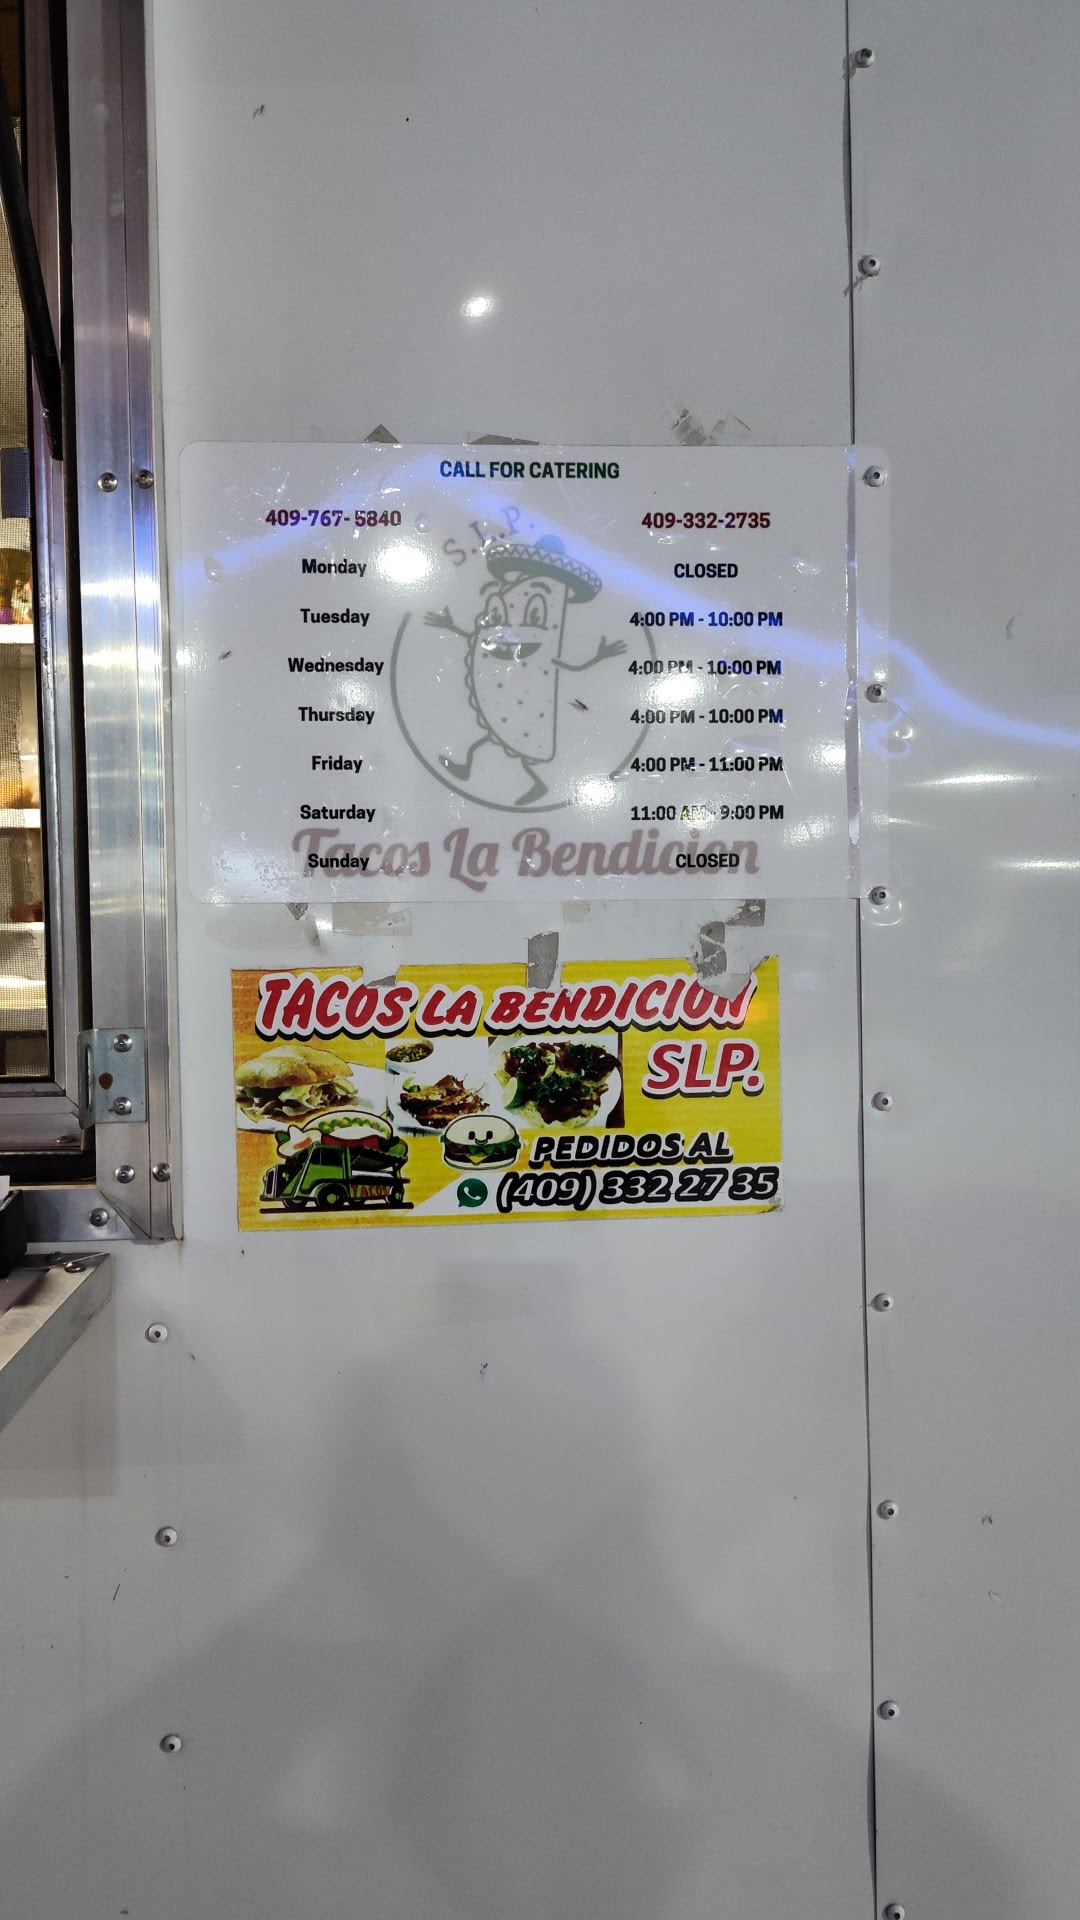 CALL FOR CATERING
409-767-5840 409-332-2735
S.L.P.
Monday CLOSED
Tuesday 4:00 PM - 10:00 PM
Wednesday 4:00 PM - 10:00 PM
Thursday 4:00 PM - 10:00 PM
Friday 4:00 PM - 11:00 PM
Saturday 11:00 AM - 9:00 PM
Tacos La Bendicion
Sunday CLOSED
TACOS LA BENDICION
SLP.
PEDIDOS AL
(409) 332 27 35
TACOS